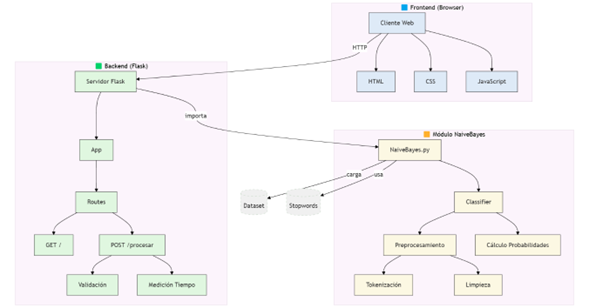 Frontend (Browser)
Cliente Web
HTTP
HTML
CSS
JavaScript
Backend (Flask)
Servidor Flask
importa
App
Routes
GET /
POST /procesar
Validación
Medición Tiempo
Módulo NaiveBayes
NaiveBayes.py
carga
usa
Dataset
Stopwords
Classifier
Preprocesamiento
Cálculo Probabilidades
Tokenización
Limpieza